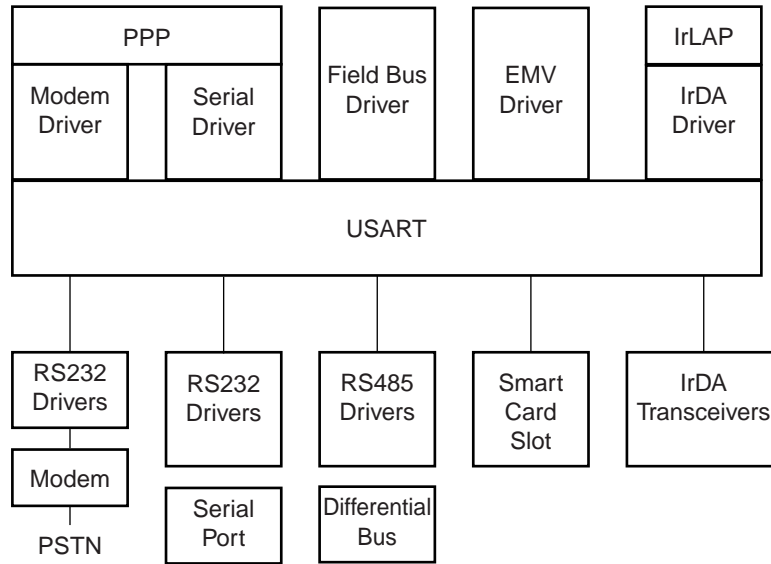 PPP
IrLAP
Modem
Driver
Serial
Driver
Field Bus
Driver
EMV
Driver
IrDA
Driver
USART
RS232
Drivers
RS232
Drivers
RS485
Drivers
Smart
Card
Slot
IrDA
Transceivers
Modem
Serial
Port
Differential
Bus
PSTN